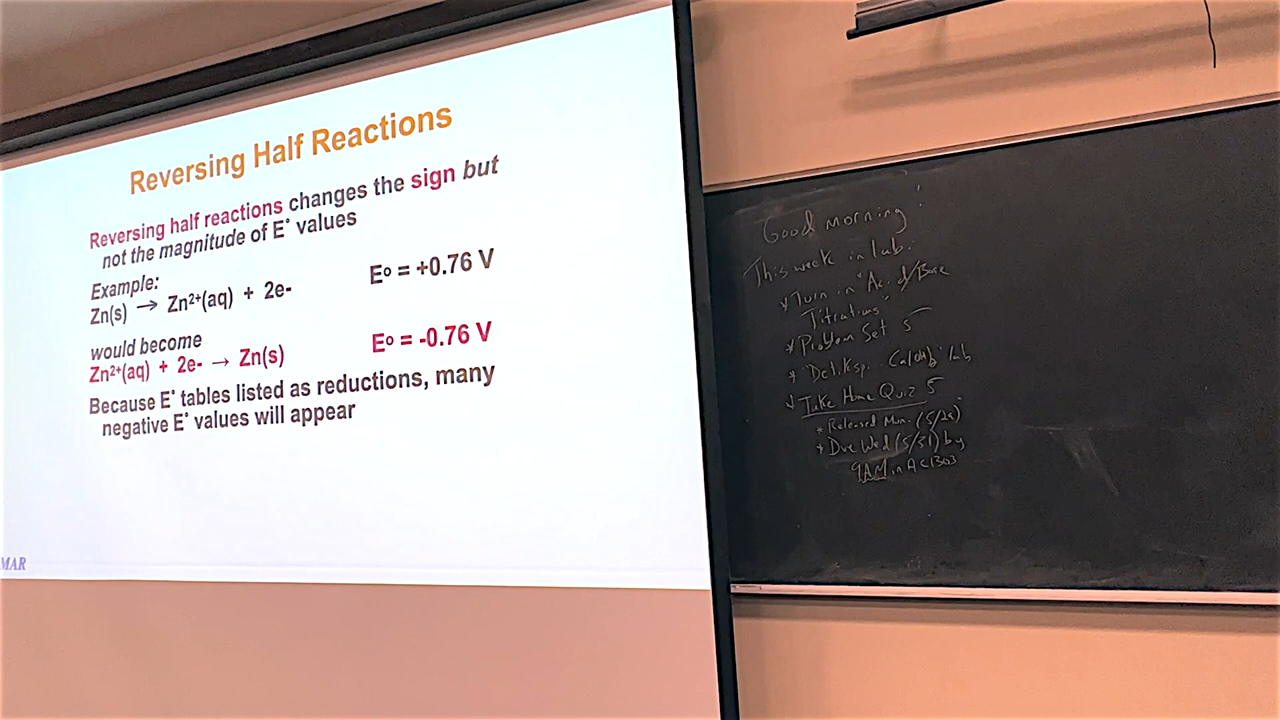 Reversing Half Reactions
Reversing half reactions changes the sign but
not the magnitude of E° values
Example:
Zn(s) → Zn²⁺(aq) + 2e- Eº = +0.76 V
would become
Zn²⁺(aq) + 2e- → Zn(s) Eº = -0.76 V
Because E° tables listed as reductions, many
negative E° values will appear
MAR
Good morning!
This week in lab:
* Turn in "Acid/Base
Titrations"
* Problem Set 5
* "Det. Ksp Ca(OH)₂" lab
Take Home Quiz 5
* Released Mon. (5/29)
* Due Wed (5/31) by
9AM in AC1303